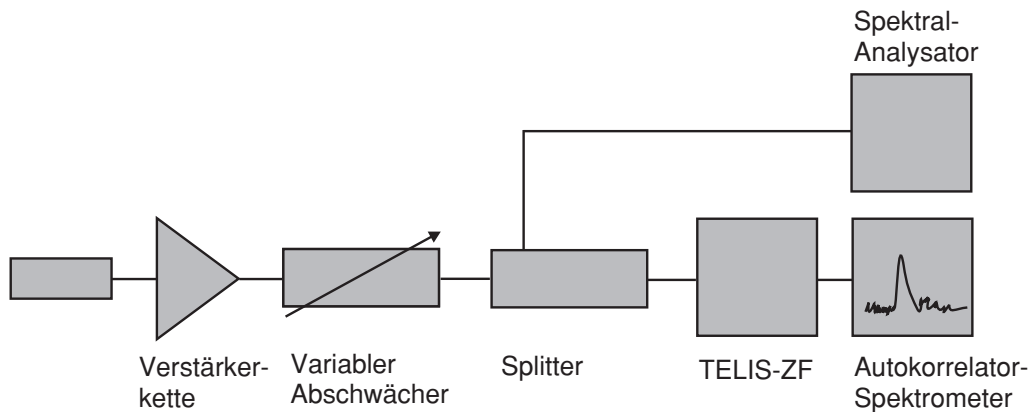 Spektral-
Analysator
Verstärker-
kette
Variabler
Abschwächer
Splitter
TELIS-ZF
Autokorrelator-
Spektrometer